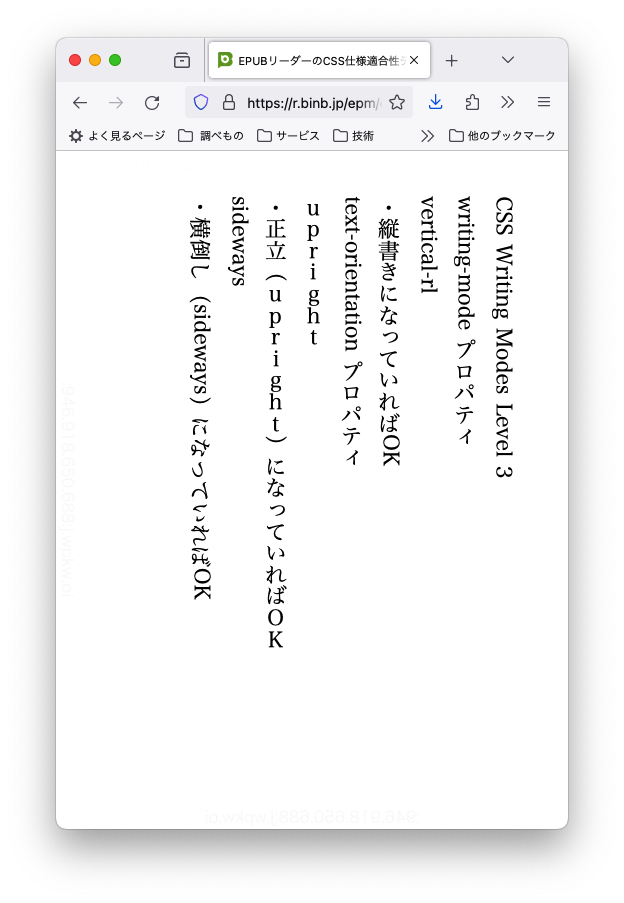 EPUBリーダーのCSS仕様適合性
https://r.binb.jp/epm/
よく見るページ
調べもの
サービス
技術
他のブックマーク
CSS Writing Modes Level 3
writing-mode プロパティ
vertical-rl
・縦書きになっていればOK
text-orientation プロパティ
upright
・正立（upright）になっていればOK
sideways
・横倒し（sideways）になっていればOK